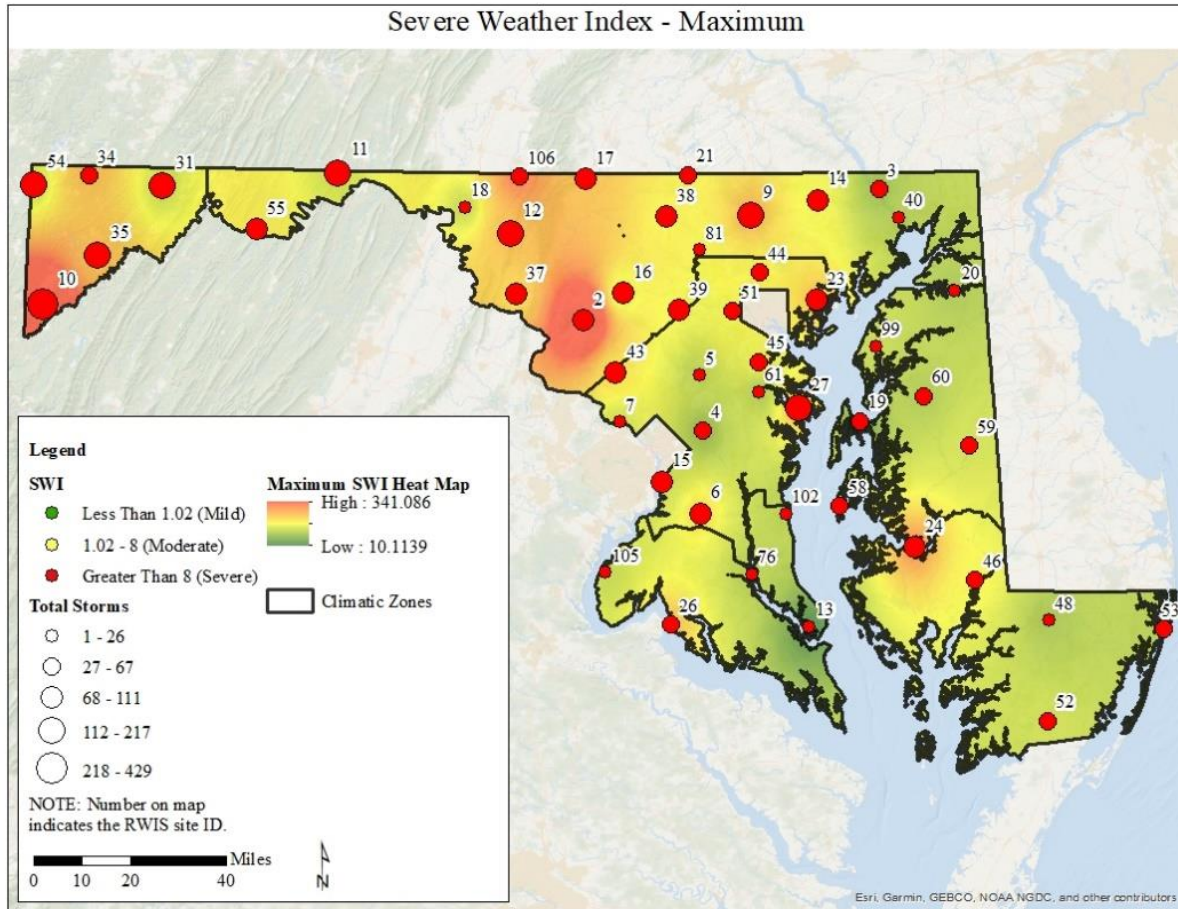 Severe Weather Index - Maximum
54
34
31
11
106
17
21
3
18
38
9
14
40
55
12
35
81
44
20
37
16
10
2
39
51
23
99
43
5
45
61
27
60
7
4
19
59
15
6
102
58
24
105
76
46
26
13
48
53
52
Legend
SWI
Less Than 1.02 (Mild)
1.02 - 8 (Moderate)
Greater Than 8 (Severe)
Total Storms
1 - 26
27 - 67
68 - 111
112 - 217
218 - 429
Maximum SWI Heat Map
High : 341.086
Low : 10.1139
Climatic Zones
NOTE: Number on map
indicates the RWIS site ID.
Miles
0 10 20 40
N
Esri, Garmin, GEBCO, NOAA NGDC, and other contributors